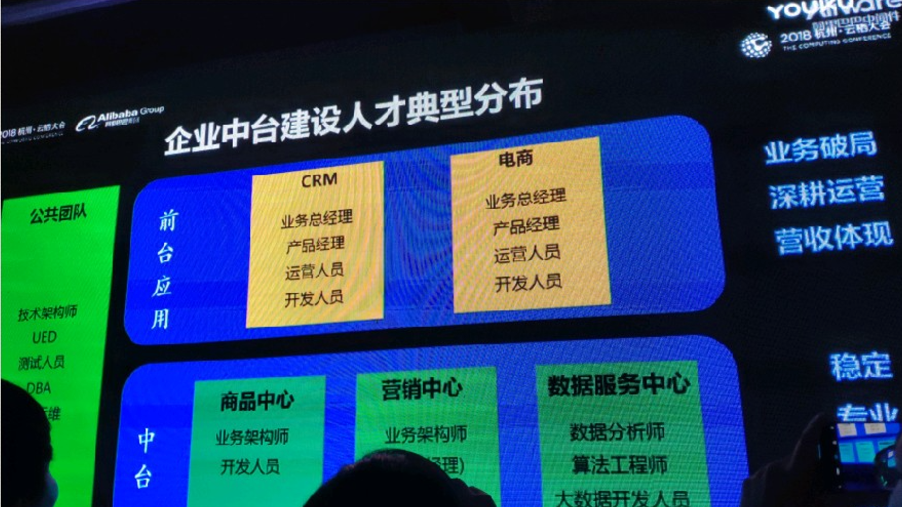 2018 杭州·云栖大会
THE COMPUTING CONFERENCE
2018 杭州·云栖大会
Alibaba Group
企业中台建设人才典型分布
公共团队
技术架构师
UED
测试人员
DBA
维
前台应用
CRM
业务总经理
产品经理
运营人员
开发人员
电商
业务总经理
产品经理
运营人员
开发人员
业务破局
深耕运营
营收体现
中台
商品中心
业务架构师
开发人员
营销中心
业务架构师
经理)
数据服务中心
数据分析师
算法工程师
大数据开发人员
稳定
专业